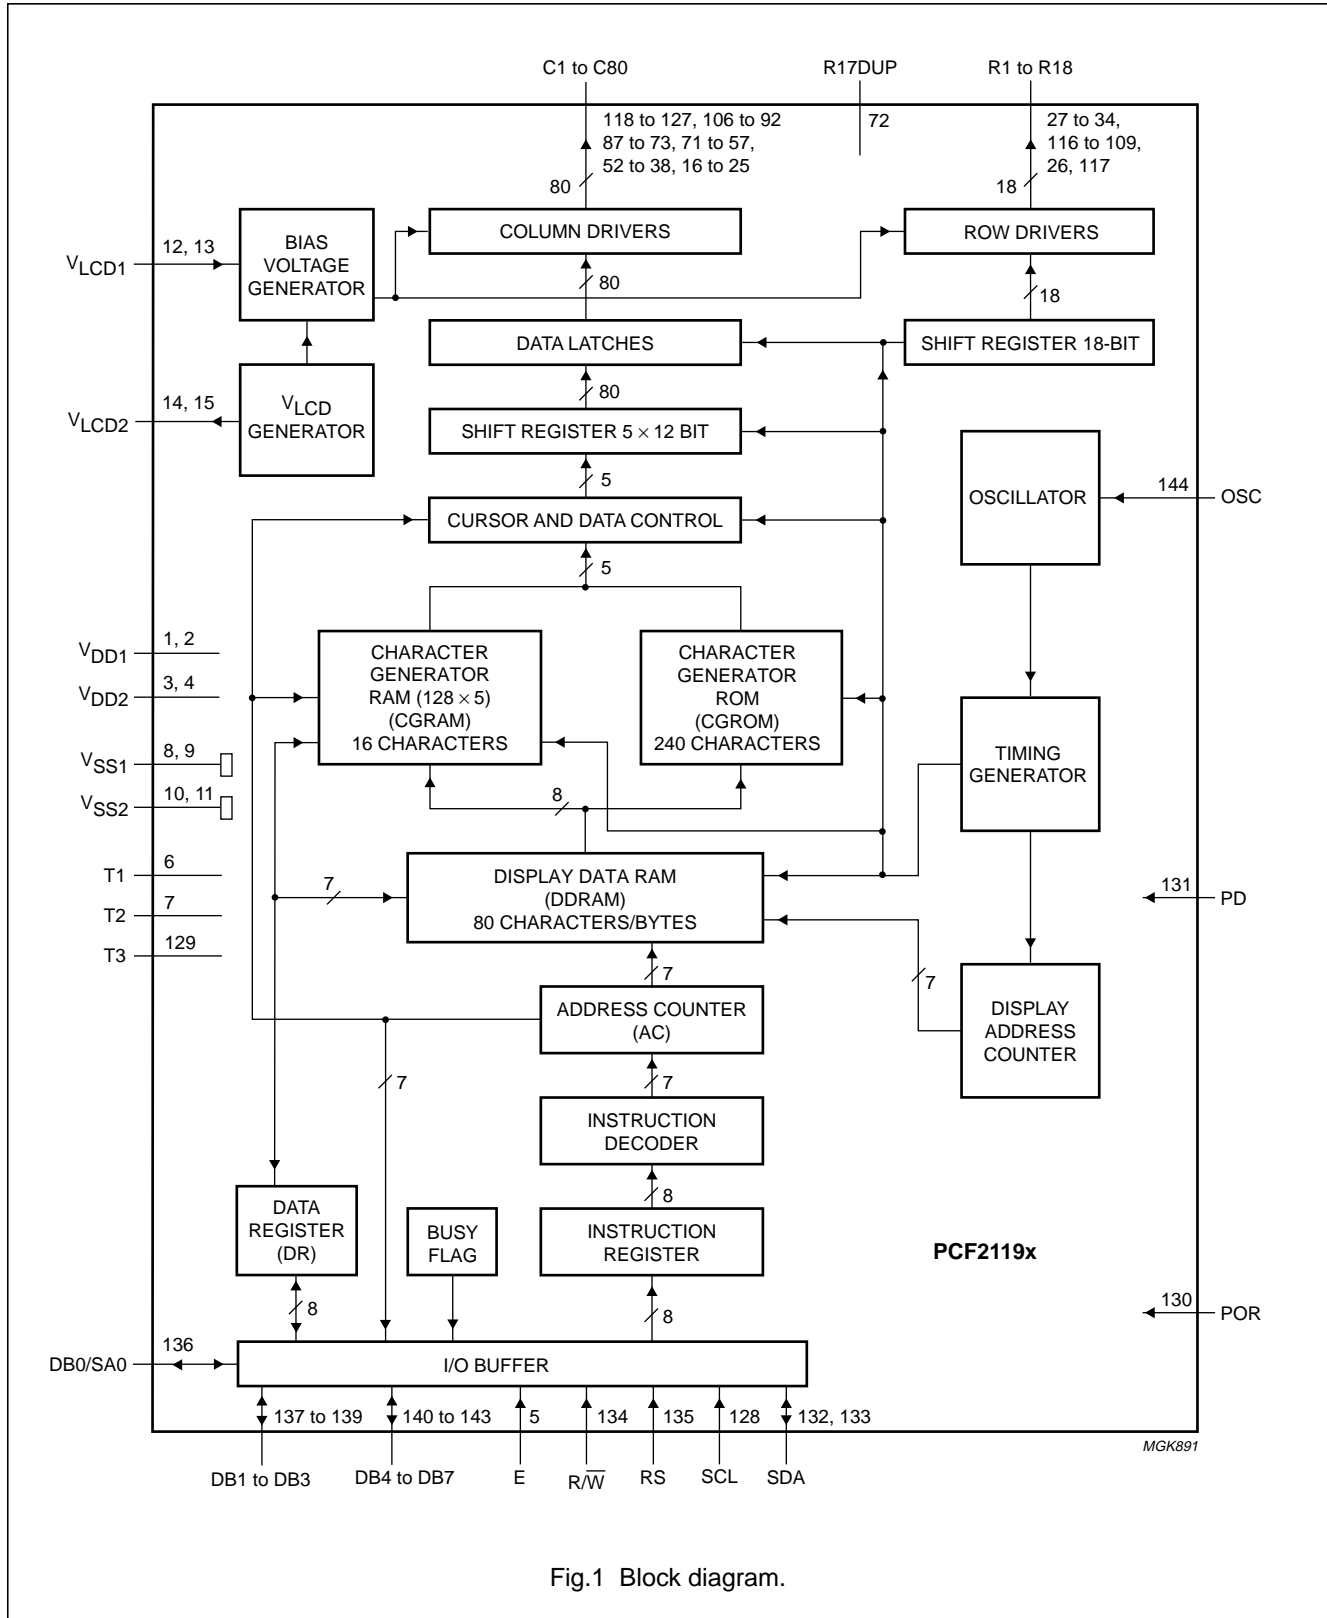 C1 to C80
R17DUP
R1 to R18
118 to 127, 106 to 92
87 to 73, 71 to 57,
52 to 38, 16 to 25
72
27 to 34,
116 to 109,
26, 117
80
18
BIAS
VOLTAGE
GENERATOR
COLUMN DRIVERS
ROW DRIVERS
VLCD1
12, 13
80
18
DATA LATCHES
SHIFT REGISTER 18-BIT
VLCD2
14, 15
VLCD
GENERATOR
80
SHIFT REGISTER 5 × 12 BIT
5
OSCILLATOR
144
OSC
CURSOR AND DATA CONTROL
5
VDD1
1, 2
VDD2
3, 4
VSS1
8, 9
VSS2
10, 11
CHARACTER
GENERATOR
RAM (128 × 5)
(CGRAM)
16 CHARACTERS
CHARACTER
GENERATOR
ROM
(CGROM)
240 CHARACTERS
TIMING
GENERATOR
8
T1
6
T2
7
T3
129
7
DISPLAY DATA RAM
(DDRAM)
80 CHARACTERS/BYTES
131
PD
7
7
ADDRESS COUNTER
(AC)
DISPLAY
ADDRESS
COUNTER
7
7
INSTRUCTION
DECODER
8
DATA
REGISTER
(DR)
BUSY
FLAG
INSTRUCTION
REGISTER
PCF2119x
8
8
130
POR
DB0/SA0
136
I/O BUFFER
137 to 139
140 to 143
5
134
135
128
132, 133
MGK891
DB1 to DB3
DB4 to DB7
E
R/W̅
RS
SCL
SDA
Fig.1 Block diagram.